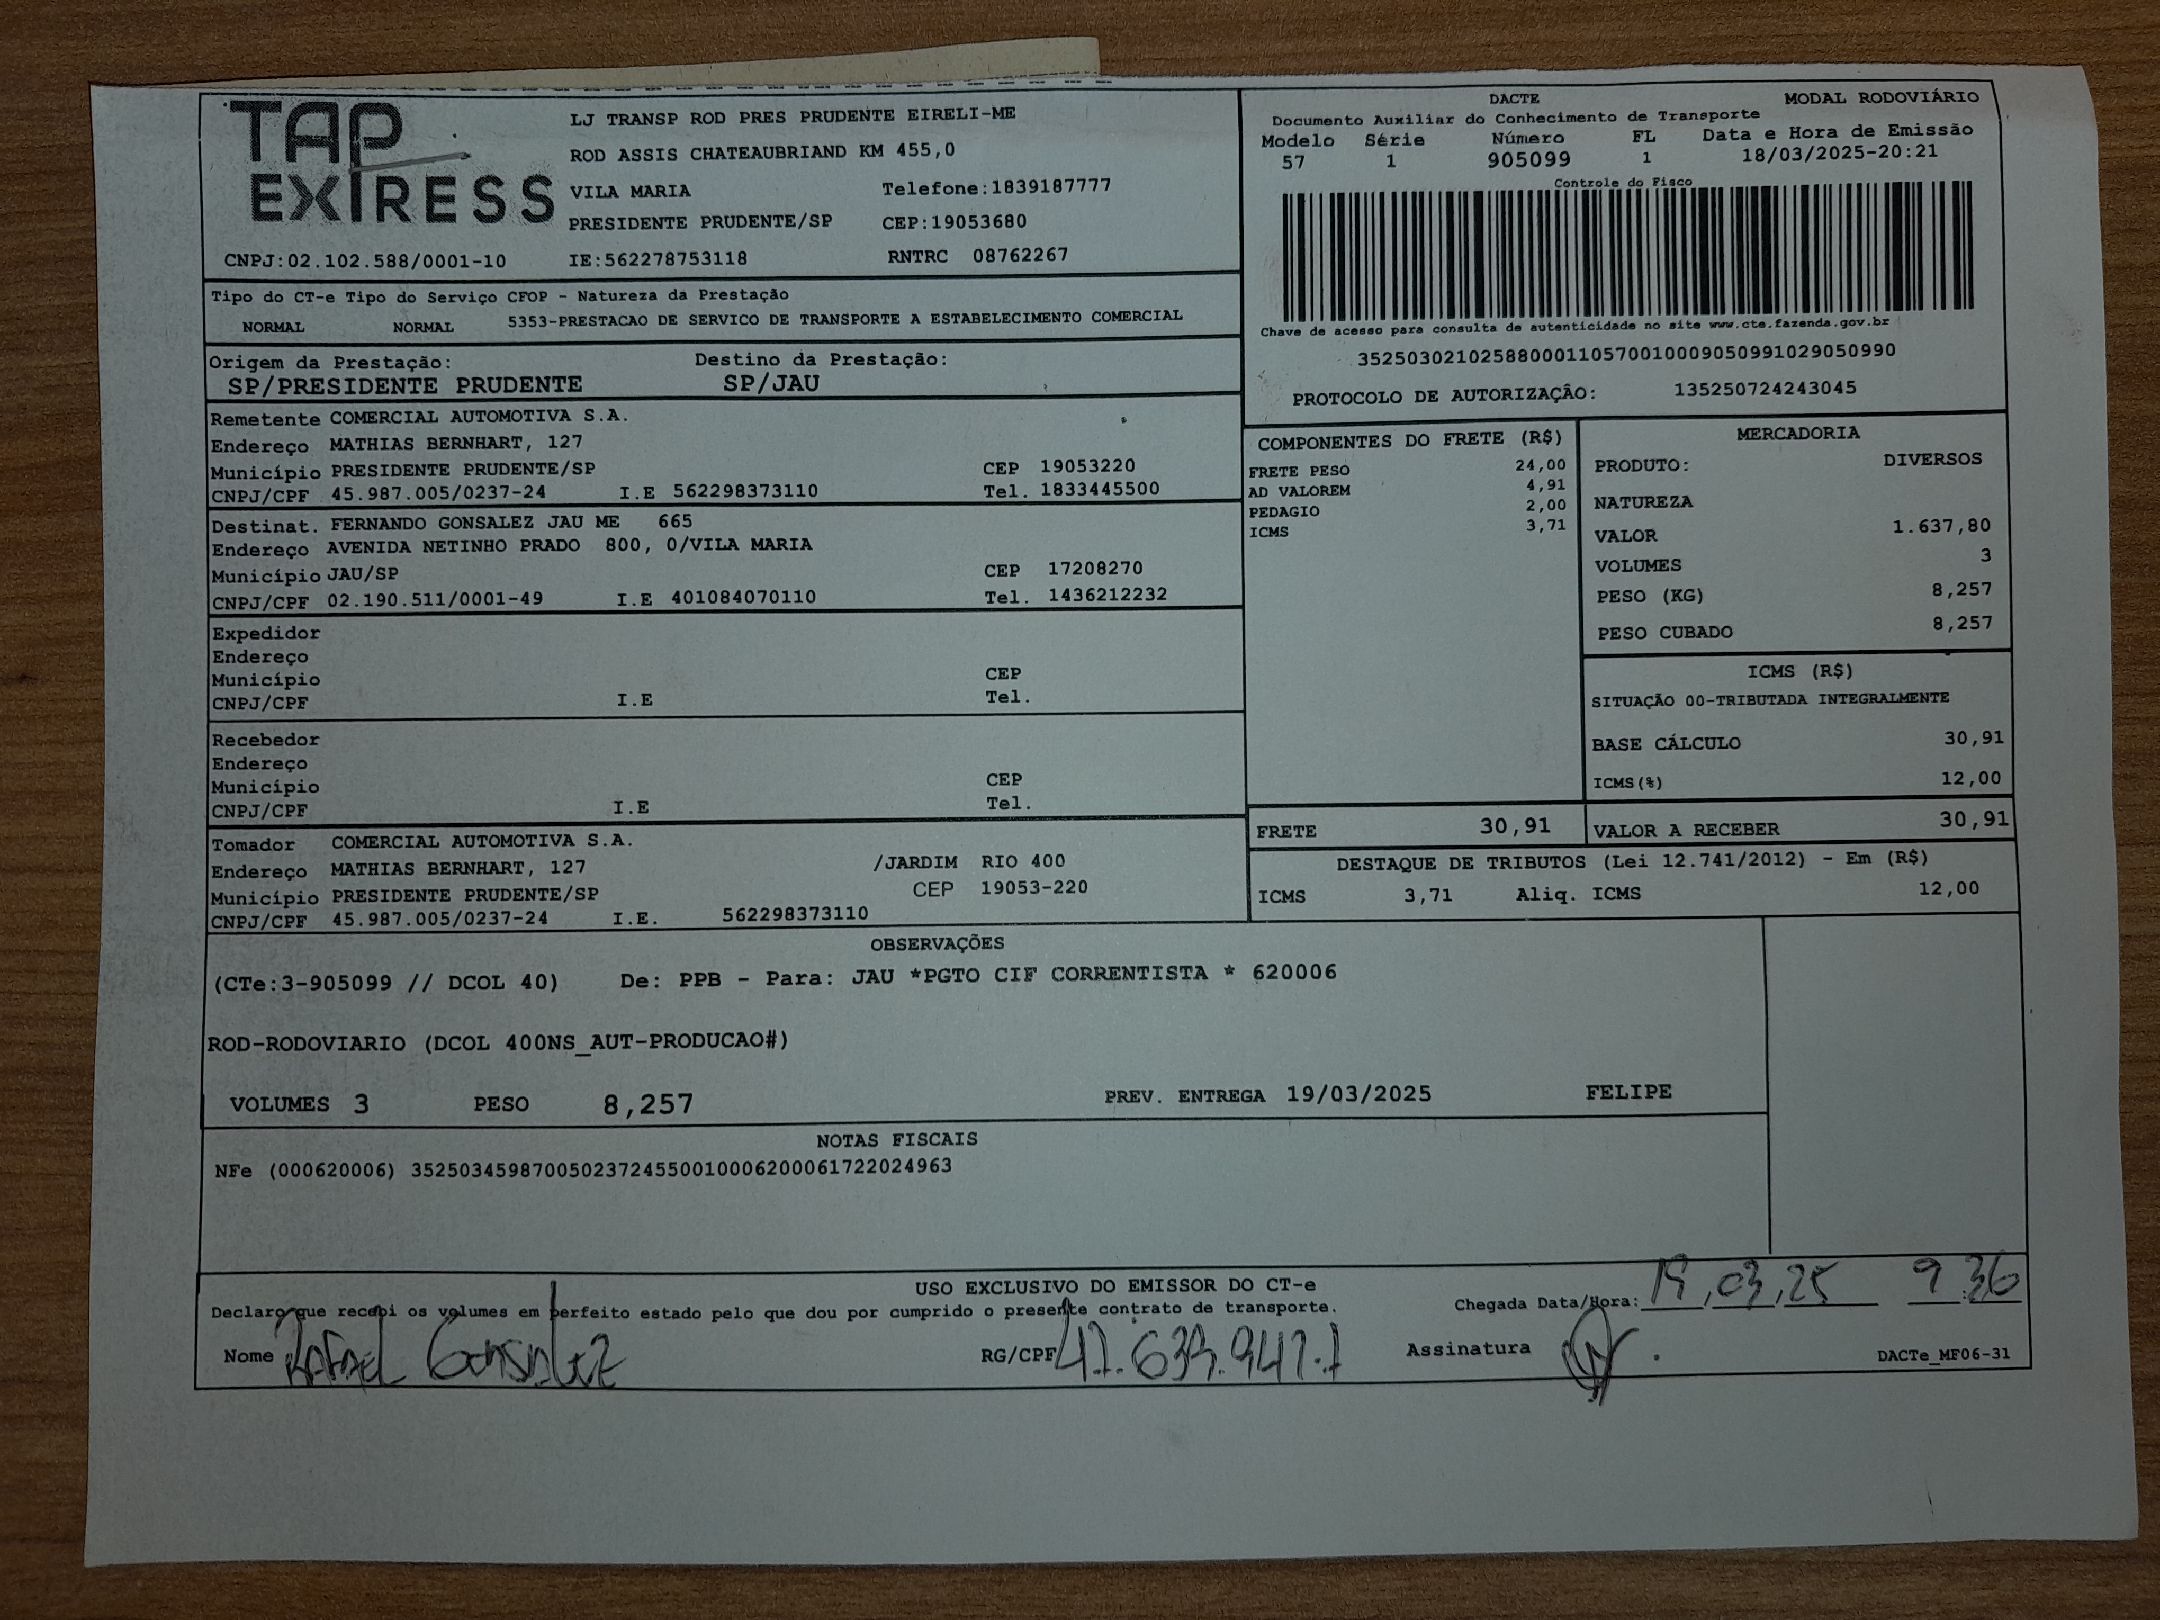 TAP EXPRESS
LJ TRANSP ROD PRES PRUDENTE EIRELI-ME
ROD ASSIS CHATEAUBRIAND KM 455,0
VILA MARIA Telefone:1839187777
PRESIDENTE PRUDENTE/SP CEP:19053680
CNPJ:02.102.588/0001-10 IE:562278753118 RNTRC 08762267
DACTE MODAL RODOVIÁRIO
Documento Auxiliar do Conhecimento de Transporte
Modelo Série Número FL Data e Hora de Emissão
57 1 905099 1 18/03/2025-20:21
Controle do Fisco
Chave de acesso para consulta de autenticidade no site www.cte.fazenda.gov.br
35250302102588000110570010009050991029050990
PROTOCOLO DE AUTORIZAÇÃO: 135250724243045
Tipo do CT-e Tipo do Serviço CFOP - Natureza da Prestação
NORMAL NORMAL 5353-PRESTACAO DE SERVICO DE TRANSPORTE A ESTABELECIMENTO COMERCIAL
Origem da Prestação: Destino da Prestação:
SP/PRESIDENTE PRUDENTE SP/JAU
Remetente COMERCIAL AUTOMOTIVA S.A.
Endereço MATHIAS BERNHART, 127
Município PRESIDENTE PRUDENTE/SP CEP 19053220
CNPJ/CPF 45.987.005/0237-24 I.E 562298373110 Tel. 1833445500
Destinat. FERNANDO GONSALEZ JAU ME 665
Endereço AVENIDA NETINHO PRADO 800, 0/VILA MARIA
Município JAU/SP CEP 17208270
CNPJ/CPF 02.190.511/0001-49 I.E 401084070110 Tel. 1436212232
Expedidor
Endereço
Município CEP
CNPJ/CPF I.E Tel.
Recebedor
Endereço
Município CEP
CNPJ/CPF I.E Tel.
Tomador COMERCIAL AUTOMOTIVA S.A.
Endereço MATHIAS BERNHART, 127 /JARDIM RIO 400
Município PRESIDENTE PRUDENTE/SP CEP 19053-220
CNPJ/CPF 45.987.005/0237-24 I.E. 562298373110
COMPONENTES DO FRETE (R$)
FRETE PESO 24,00
AD VALOREM 4,91
PEDAGIO 2,00
ICMS 3,71
MERCADORIA
PRODUTO: DIVERSOS
NATUREZA
VALOR 1.637,80
VOLUMES 3
PESO (KG) 8,257
PESO CUBADO 8,257
ICMS (R$)
SITUAÇÃO 00-TRIBUTADA INTEGRALMENTE
BASE CÁLCULO 30,91
ICMS(%) 12,00
FRETE 30,91 VALOR A RECEBER 30,91
DESTAQUE DE TRIBUTOS (Lei 12.741/2012) - Em (R$)
ICMS 3,71 Aliq. ICMS 12,00
OBSERVAÇÕES
(CTe:3-905099 // DCOL 40) De: PPB - Para: JAU *PGTO CIF CORRENTISTA * 620006
ROD-RODOVIARIO (DCOL 400NS_AUT-PRODUCAO#)
VOLUMES 3 PESO 8,257 PREV. ENTREGA 19/03/2025 FELIPE
NOTAS FISCAIS
NFe (000620006) 35250345987005023724550010006200061722024963
USO EXCLUSIVO DO EMISSOR DO CT-e
Declaro que recebi os volumes em perfeito estado pelo que dou por cumprido o presente contrato de transporte. Chegada Data/Hora: 19,03,25 9:36
Nome RAFAEL GONSALEZ RG/CPF Assinatura DACTe_MF06-31